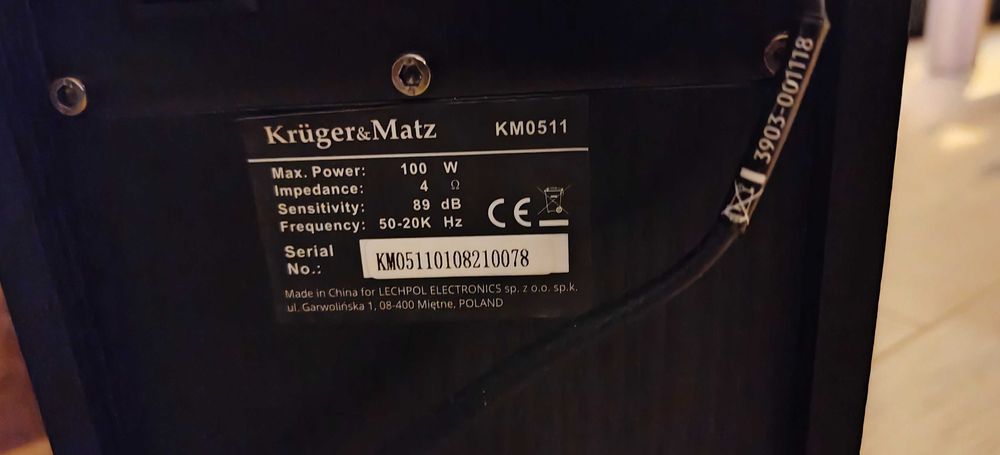 Krüger&Matz KM0511
Max. Power: 100 W
Impedance: 4 Ω
Sensitivity: 89 dB
Frequency: 50-20K Hz
CE
Serial
No.: KM05110108210078
Made in China for LECHPOL ELECTRONICS sp. z o.o. sp.k.
ul. Garwolińska 1, 08-400 Miętne, POLAND
3903-001118